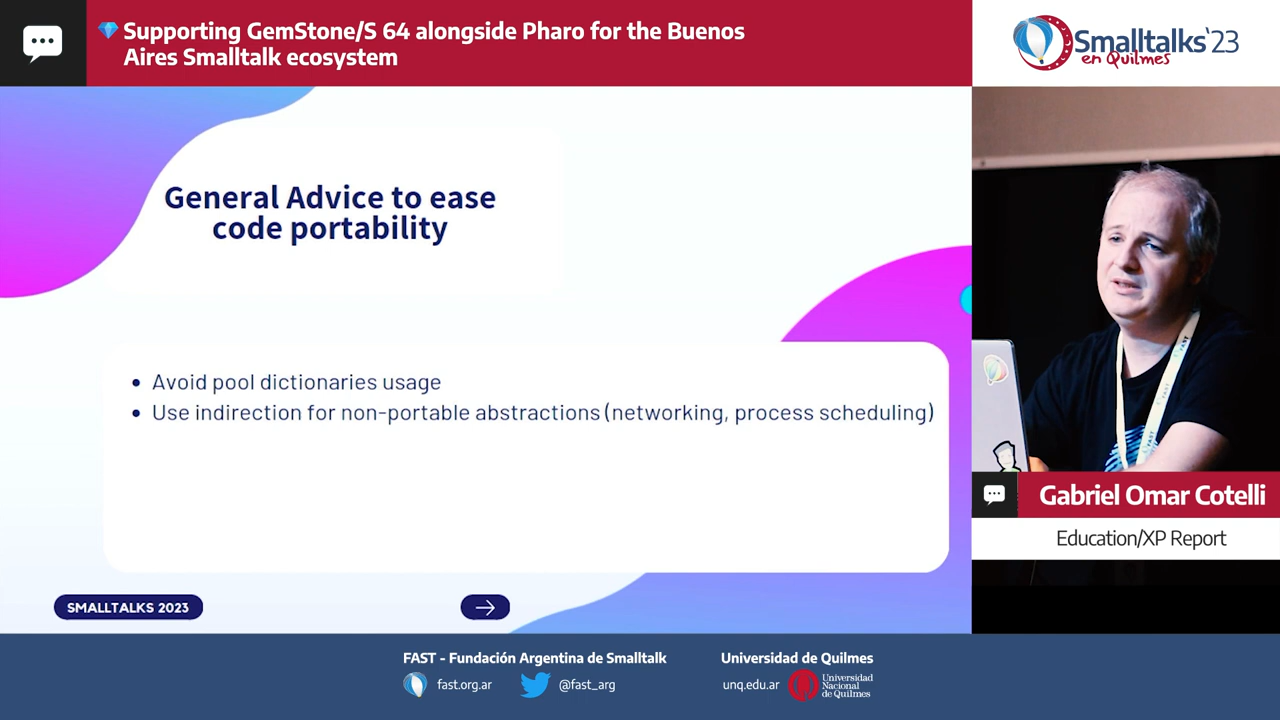 Supporting GemStone/S 64 alongside Pharo for the Buenos
Aires Smalltalk ecosystem
Smalltalks'23
en Quilmes
General Advice to ease
code portability
• Avoid pool dictionaries usage
• Use indirection for non-portable abstractions (networking, process scheduling)
SMALLTALKS 2023
FAST
Gabriel Omar Cotelli
Education/XP Report
FAST - Fundación Argentina de Smalltalk
fast.org.ar
@fast_arg
Universidad de Quilmes
unq.edu.ar
Universidad
Nacional
de Quilmes